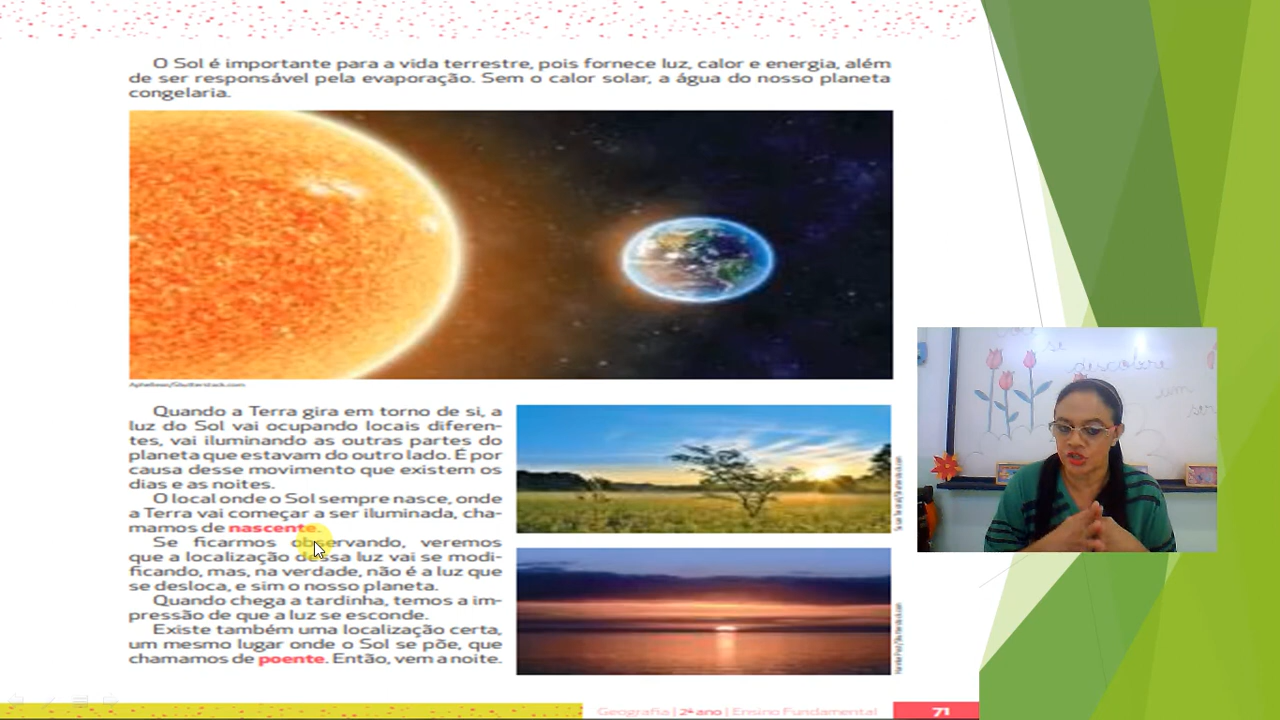 O Sol é importante para a vida terrestre, pois fornece luz, calor e energia, além
de ser responsável pela evaporação. Sem o calor solar, a água do nosso planeta
congelaria.
Quando a Terra gira em torno de si, a
luz do Sol vai ocupando locais diferen-
tes, vai iluminando as outras partes do
planeta que estavam do outro lado. É por
causa desse movimento que existem os
dias e as noites.
O local onde o Sol sempre nasce, onde
a Terra vai começar a ser iluminada, cha-
mamos de nascente.
Se ficarmos observando, veremos
que a localização dessa luz vai se modi-
ficando, mas, na verdade, não é a luz que
se desloca, e sim o nosso planeta.
Quando chega a tardinha, temos a im-
pressão de que a luz se esconde.
Existe também uma localização certa,
um mesmo lugar onde o Sol se põe, que
chamamos de poente. Então, vem a noite.
Geografia | 2º ano | Ensino Fundamental
71
se
descobre
um